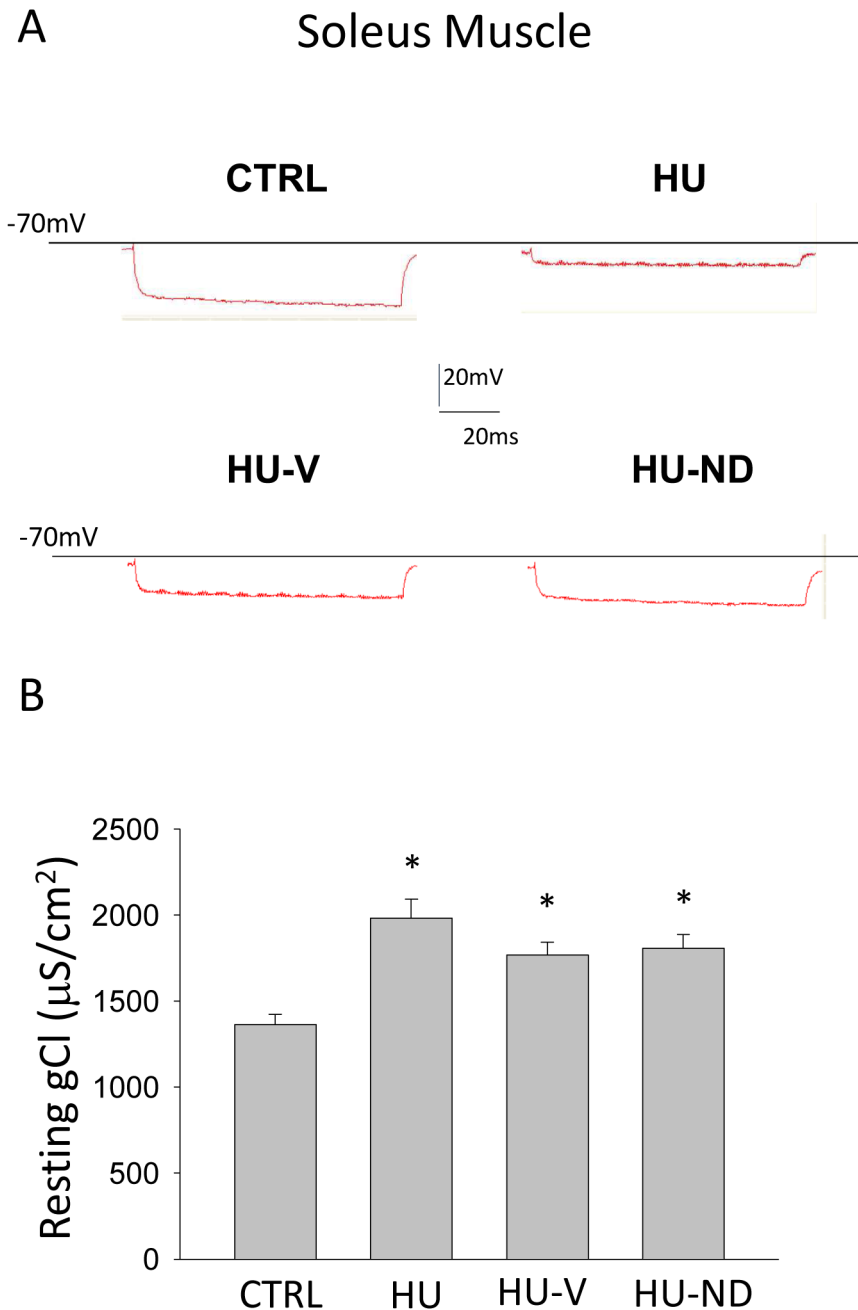 A
Soleus Muscle
CTRL
HU
-70mV
20mV
20ms
HU-V
HU-ND
-70mV
B
Resting gCl (µS/cm²)
2500
2000
1500
1000
500
0
*
*
*
CTRL
HU
HU-V
HU-ND